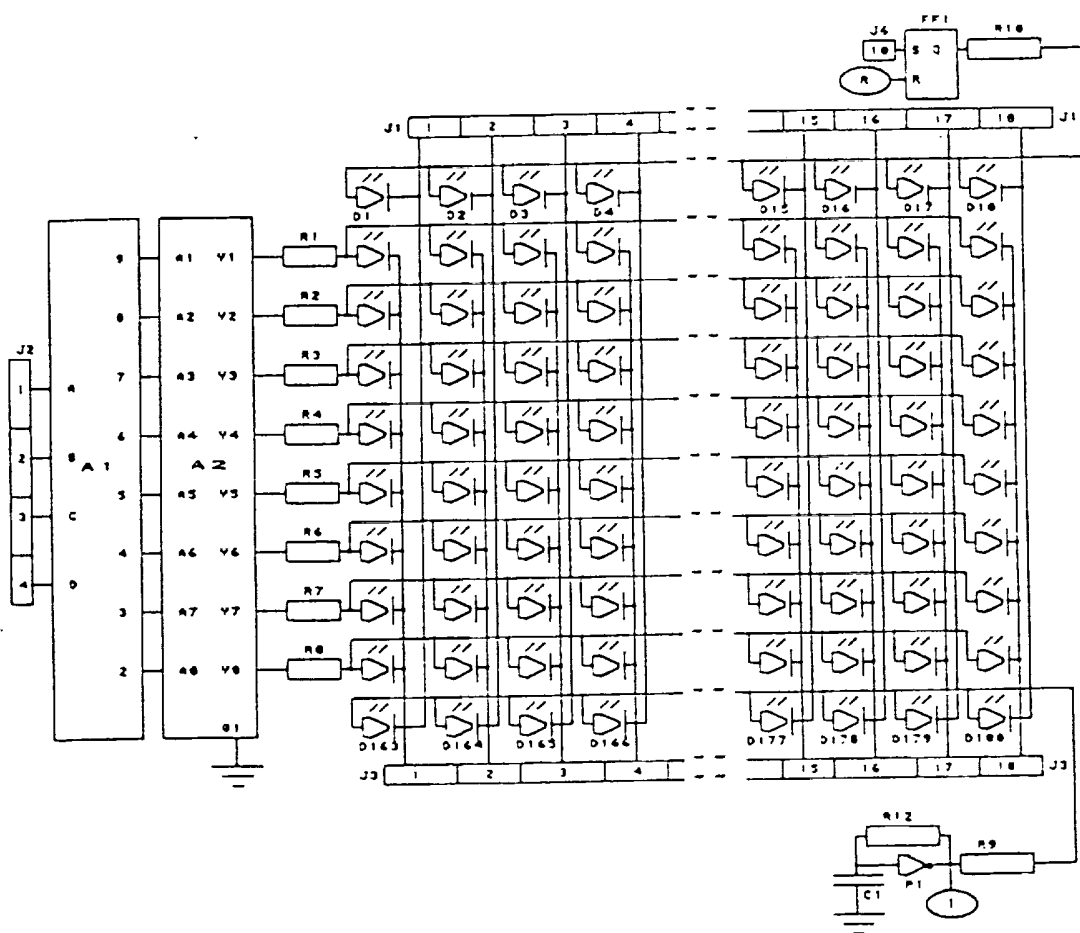 FF1
R10
J4
10
S Q
R
R
J1
1 2 3 4
15 16 17 18
J1
D1 D2 D3 D4
D15 D16 D17 D18
R1
9 A1 Y1
R2
8 A2 Y2
J2
R3
7 A3 Y3
1 A
R4
6 A4 Y4
2 B
A1
A2
R5
5 A5 Y5
3 C
R6
4 A6 Y6
4 D
R7
3 A7 Y7
R8
2 A8 Y8
G1
D163 D164 D165 D166
D177 D178 D179 D180
J3
1 2 3 4
15 16 17 18
J3
R12
R9
P1
C1
1